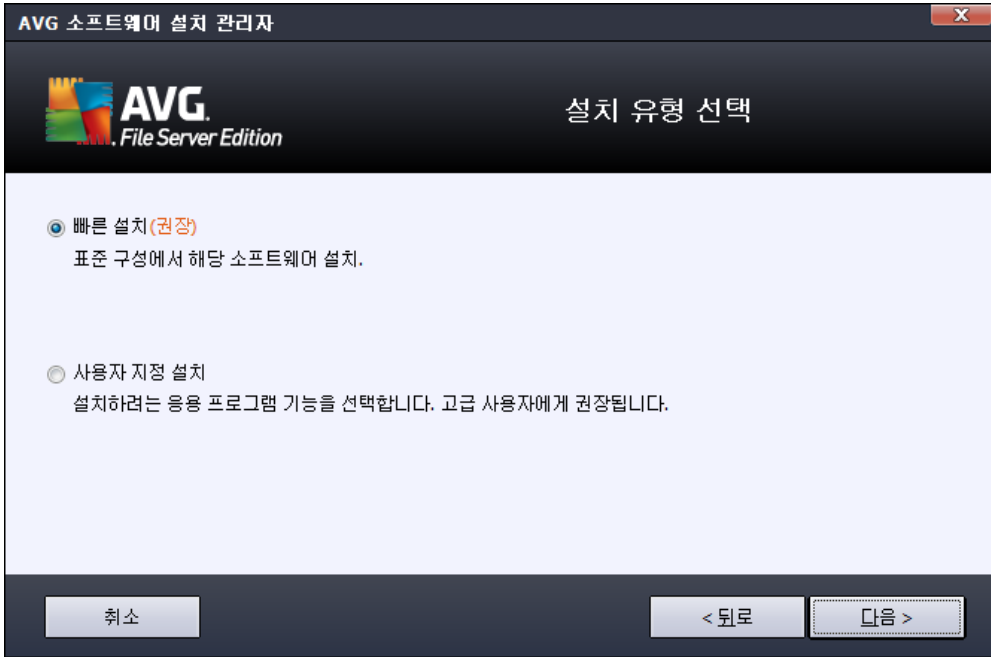 AVG 소프트웨어 설치 관리자
X
AVG.
File Server Edition
설치 유형 선택
빠른 설치(권장)
표준 구성에서 해당 소프트웨어 설치.
사용자 지정 설치
설치하려는 응용 프로그램 기능을 선택합니다. 고급 사용자에게 권장됩니다.
취소
< 뒤로
다음 >